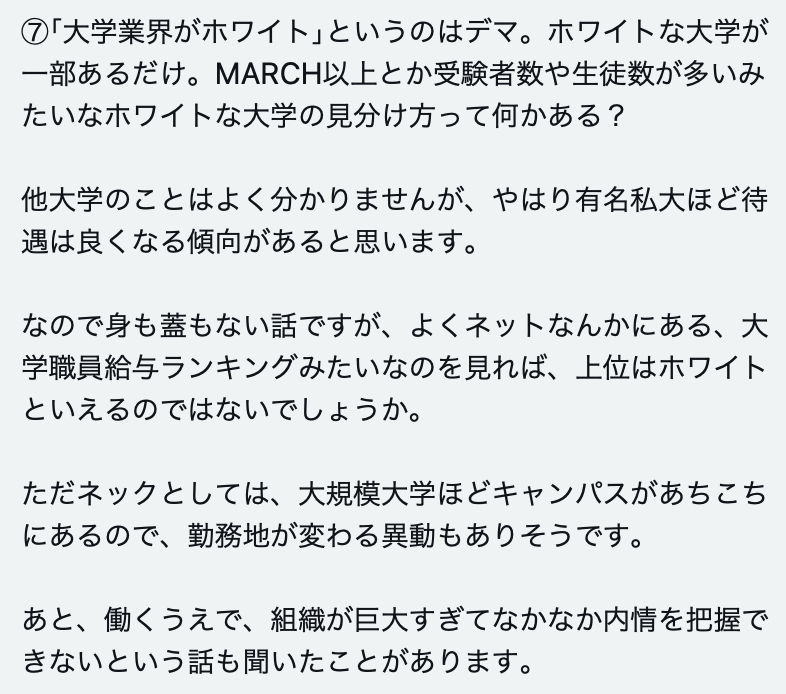 ⑦｢大学業界がホワイト｣というのはデマ。ホワイトな大学が
一部あるだけ。MARCH以上とか受験者数や生徒数が多いみ
たいなホワイトな大学の見分け方って何かある？
他大学のことはよく分かりませんが、やはり有名私大ほど待
遇は良くなる傾向があると思います。
なので身も蓋もない話ですが、よくネットなんかにある、大
学職員給与ランキングみたいなのを見れば、上位はホワイト
といえるのではないでしょうか。
ただネックとしては、大規模大学ほどキャンパスがあちこち
にあるので、勤務地が変わる異動もありそうです。
あと、働くうえで、組織が巨大すぎてなかなか内情を把握で
きないという話も聞いたことがあります。